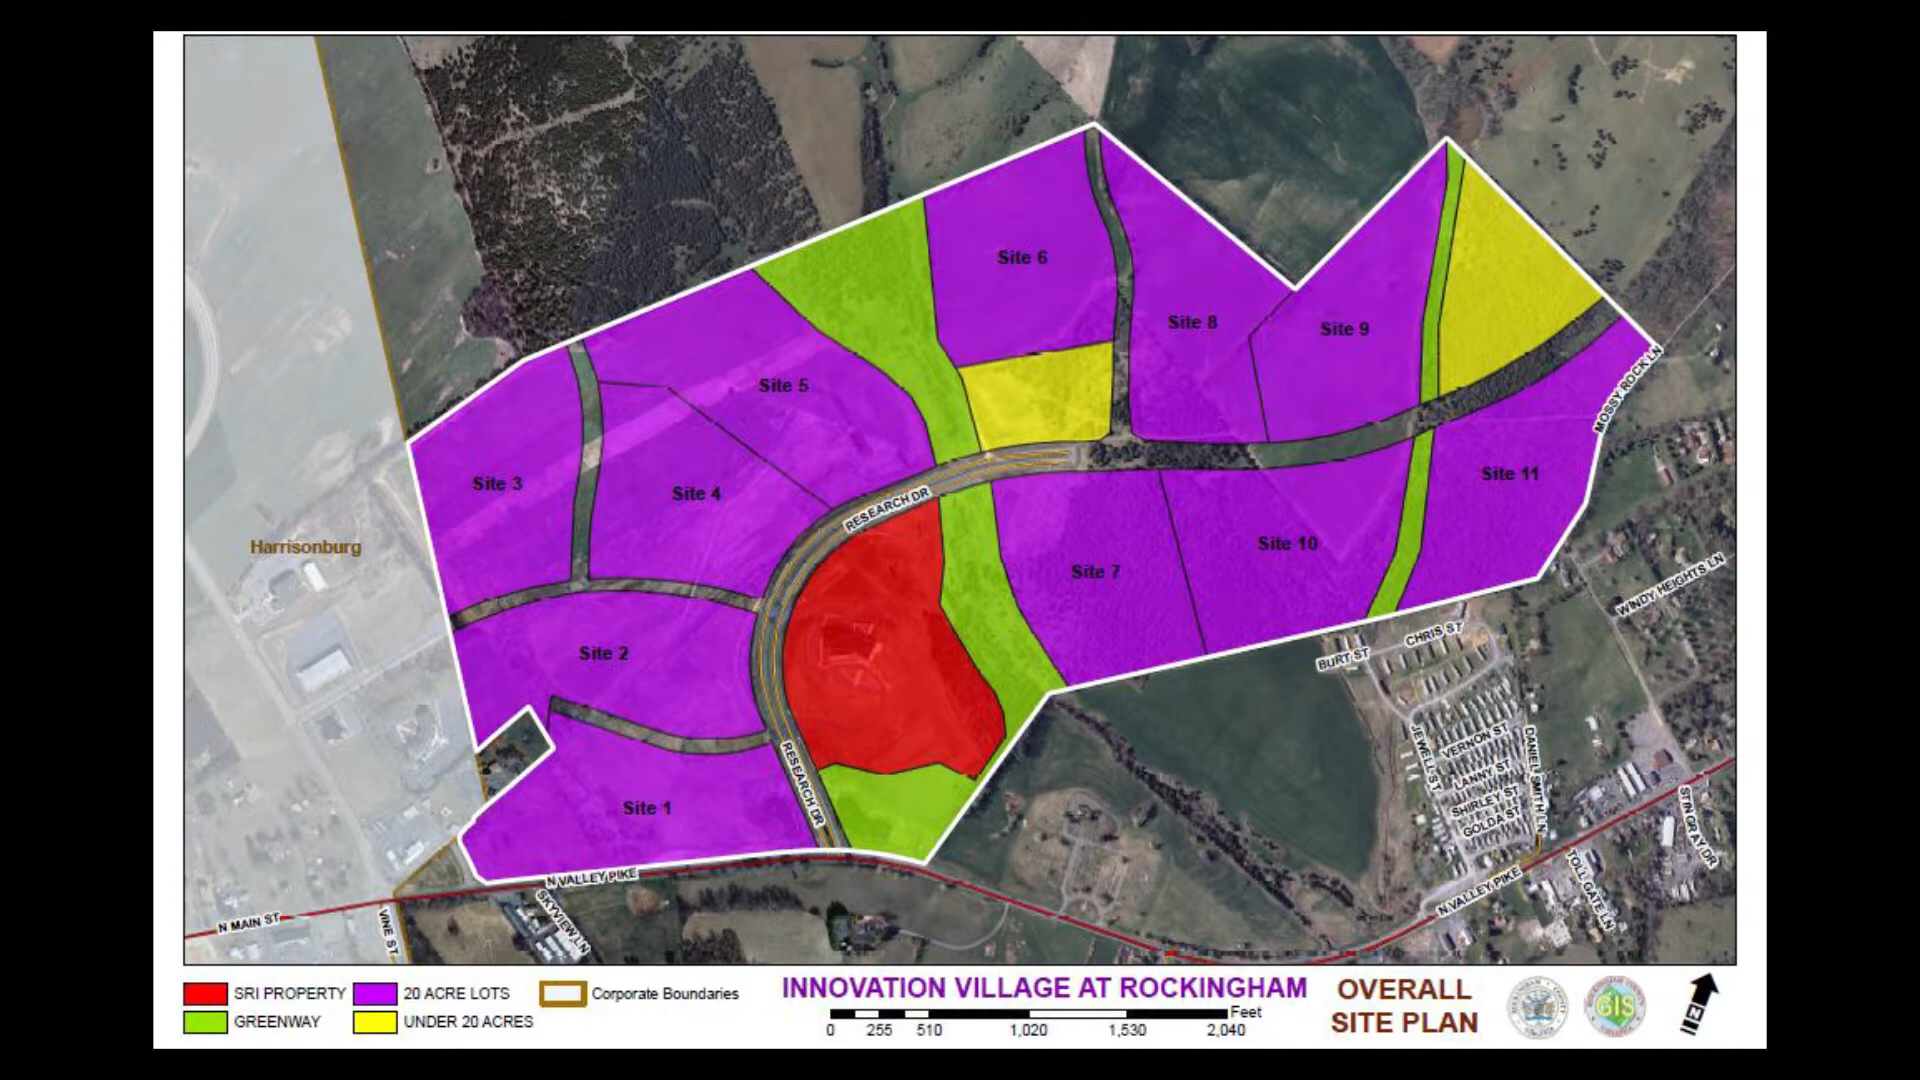 Site 6
Site 8
Site 9
Site 5
MOSSY ROCK LN
Site 3
Site 4
Site 11
RESEARCH DR
Harrisonburg
Site 10
Site 7
WINDY HEIGHTS LN
Site 2
CHRIS ST
BURT ST
JEWELL ST
VERNON ST
DANIEL SMITH LN
LANNY ST
SHIRLEY ST
GOLDA ST
RESEARCH DR
Site 1
STINGRAY DR
N VALLEY PIKE
N VALLEY PIKE
TOLL GATE LN
SKYVIEW LN
N MAIN ST
VINE ST
SRI PROPERTY
20 ACRE LOTS
Corporate Boundaries
GREENWAY
UNDER 20 ACRES
INNOVATION VILLAGE AT ROCKINGHAM
Feet
0 255 510 1,020 1,530 2,040
OVERALL
SITE PLAN
GIS